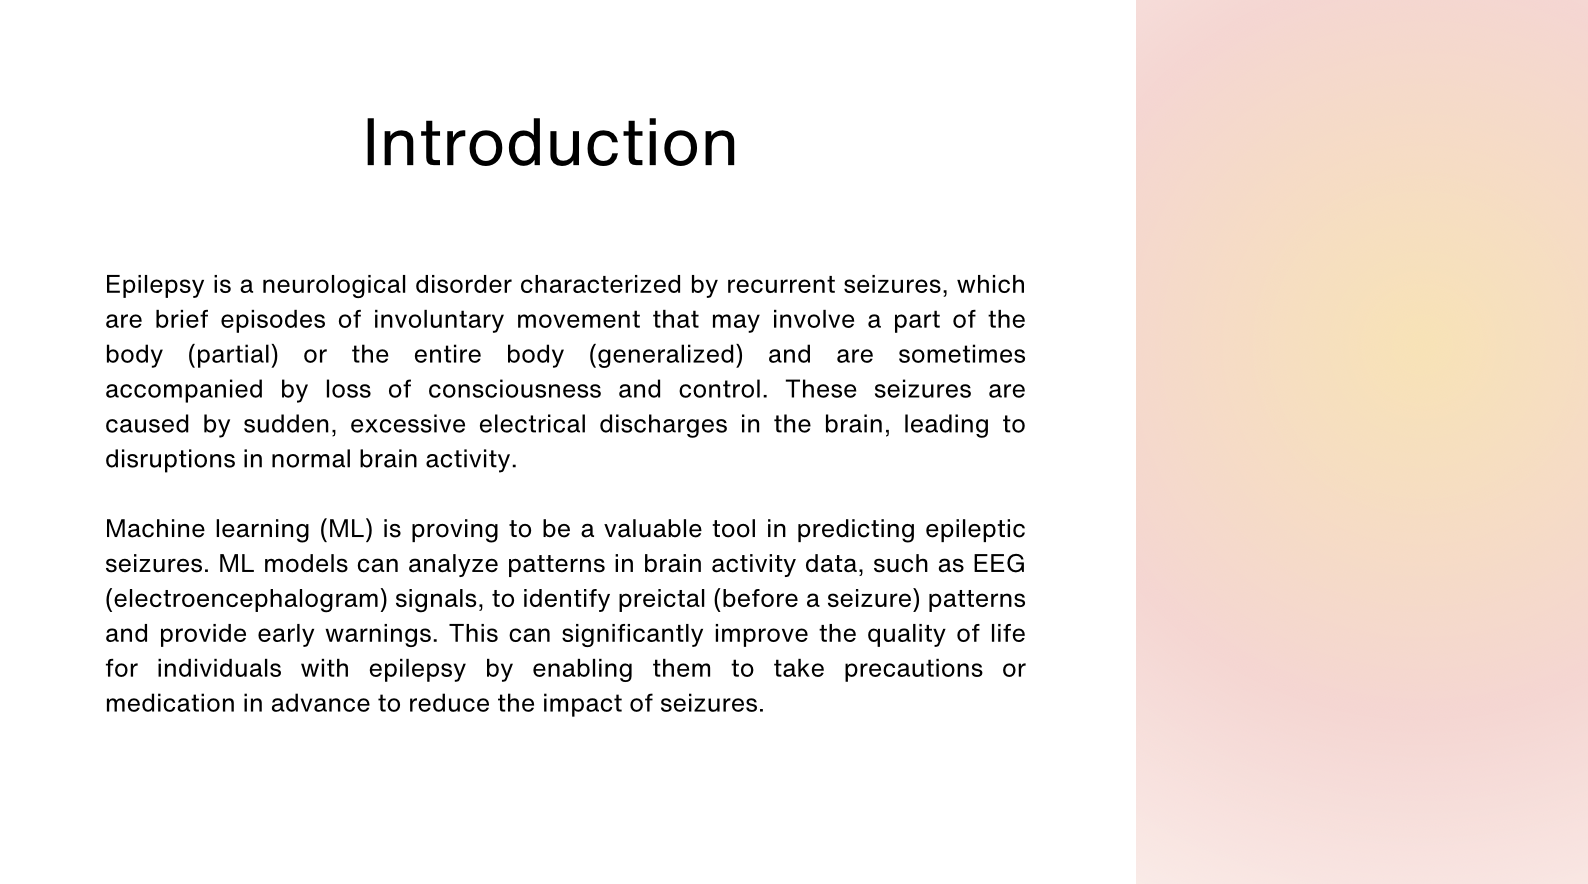 Introduction
Epilepsy is a neurological disorder characterized by recurrent seizures, which
are brief episodes of involuntary movement that may involve a part of the
body (partial) or the entire body (generalized) and are sometimes
accompanied by loss of consciousness and control. These seizures are
caused by sudden, excessive electrical discharges in the brain, leading to
disruptions in normal brain activity.
Machine learning (ML) is proving to be a valuable tool in predicting epileptic
seizures. ML models can analyze patterns in brain activity data, such as EEG
(electroencephalogram) signals, to identify preictal (before a seizure) patterns
and provide early warnings. This can significantly improve the quality of life
for individuals with epilepsy by enabling them to take precautions or
medication in advance to reduce the impact of seizures.